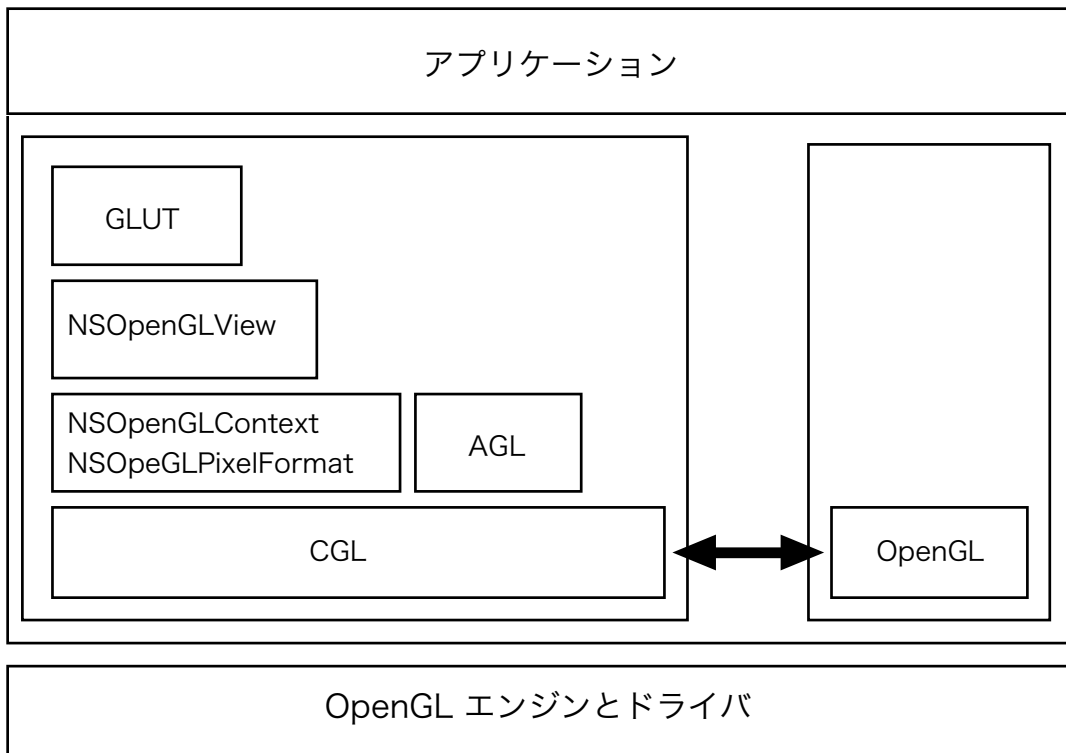 アプリケーション
GLUT
NSOpenGLView
NSOpenGLContext
NSOpeGLPixelFormat
AGL
CGL
OpenGL
OpenGL エンジンとドライバ